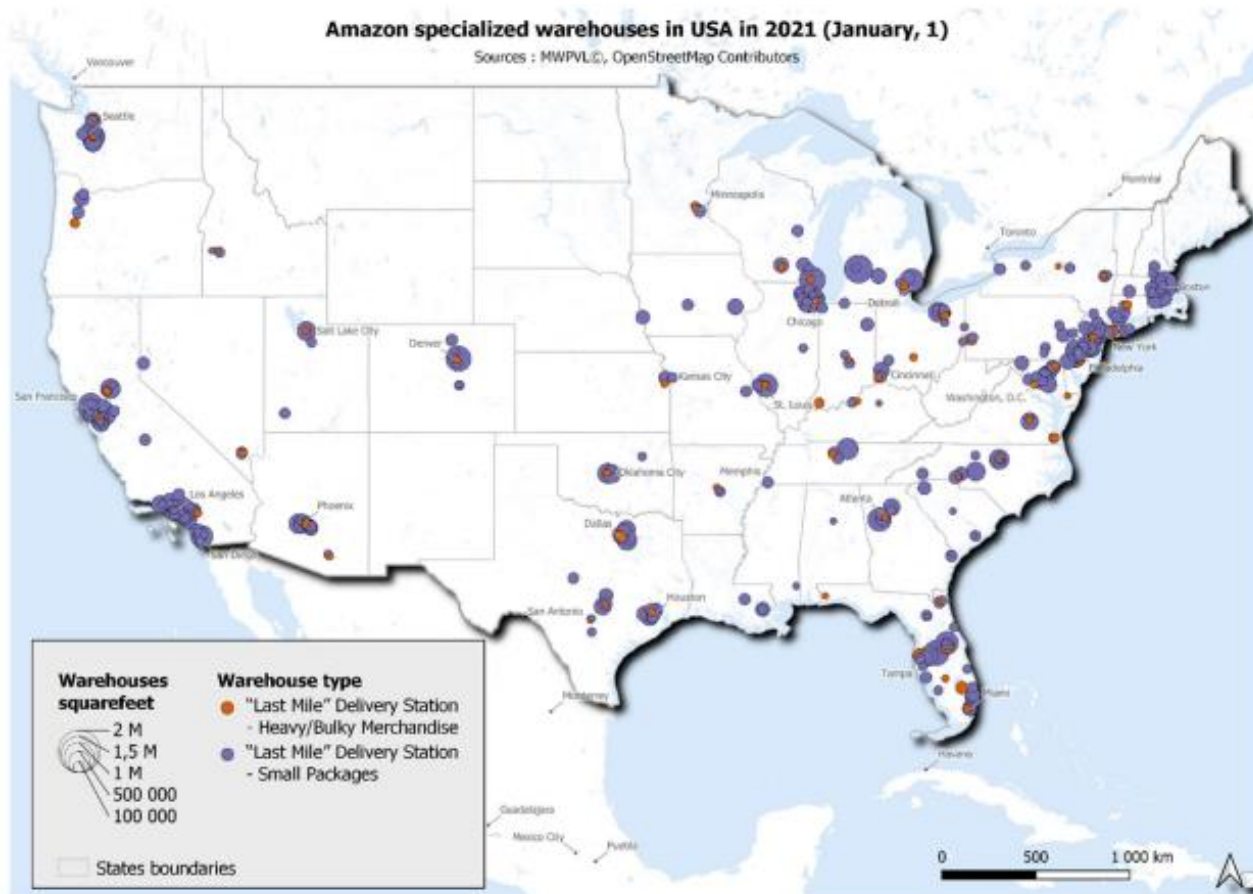 Amazon specialized warehouses in USA in 2021 (January, 1)
Sources : MWPVL©, OpenStreetMap Contributors
Vancouver
Seattle
Montréal
Minneapolis
Toronto
Boston
Detroit
Chicago
Salt Lake City
Denver
New York
Philadelphia
Cincinnati
Kansas City
San Francisco
St. Louis
Washington, D.C.
Oklahoma City
Memphis
Los Angeles
Phoenix
Atlanta
Dallas
San Diego
San Antonio
Houston
Tampa
Miami
Monterrey
Havana
Guadalajara
Mexico City
Puebla
Warehouses
squarefeet
2 M
1,5 M
1 M
500 000
100 000
Warehouse type
"Last Mile" Delivery Station
- Heavy/Bulky Merchandise
"Last Mile" Delivery Station
- Small Packages
States boundaries
0 500 1 000 km